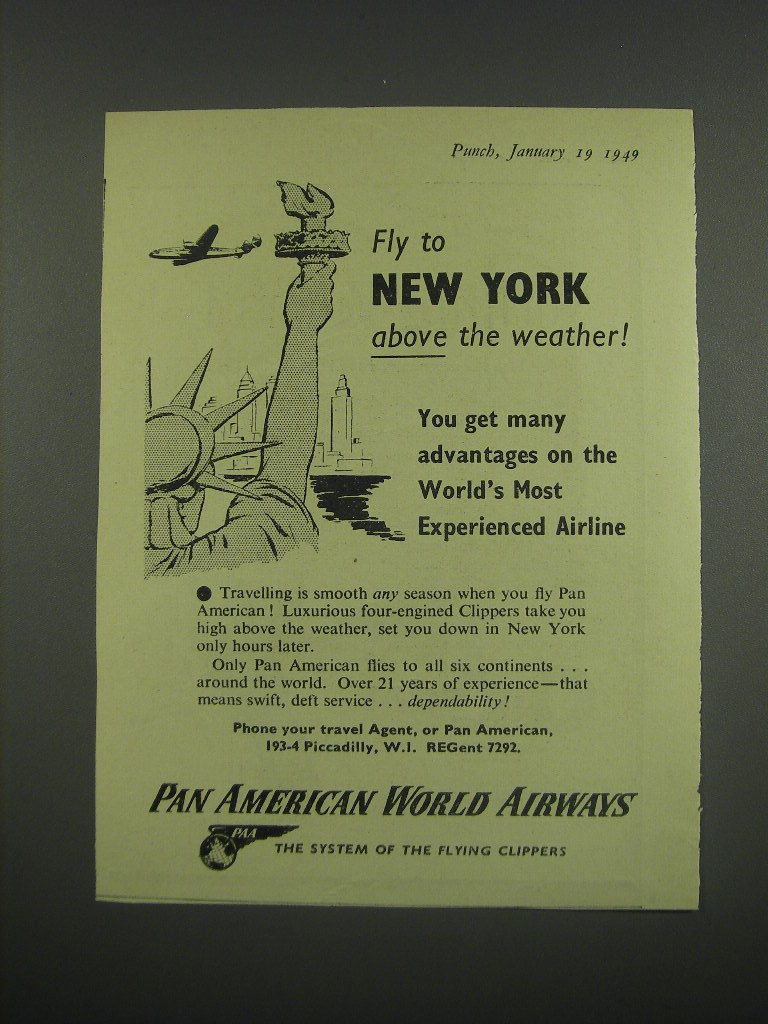 Punch, January 19 1949
Fly to
NEW YORK
above the weather!
You get many
advantages on the
World's Most
Experienced Airline
● Travelling is smooth any season when you fly Pan
American! Luxurious four-engined Clippers take you
high above the weather, set you down in New York
only hours later.
Only Pan American flies to all six continents . . .
around the world. Over 21 years of experience—that
means swift, deft service . . . dependability!
Phone your travel Agent, or Pan American,
193-4 Piccadilly, W.1. REGent 7292.
PAN AMERICAN WORLD AIRWAYS
PAA
THE SYSTEM OF THE FLYING CLIPPERS